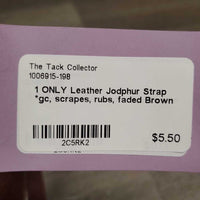 The Tack Collector
1006915-198
1 ONLY Leather Jodphur Strap
*gc, scrapes, rubs, faded Brown
2C5RK2
$5.50